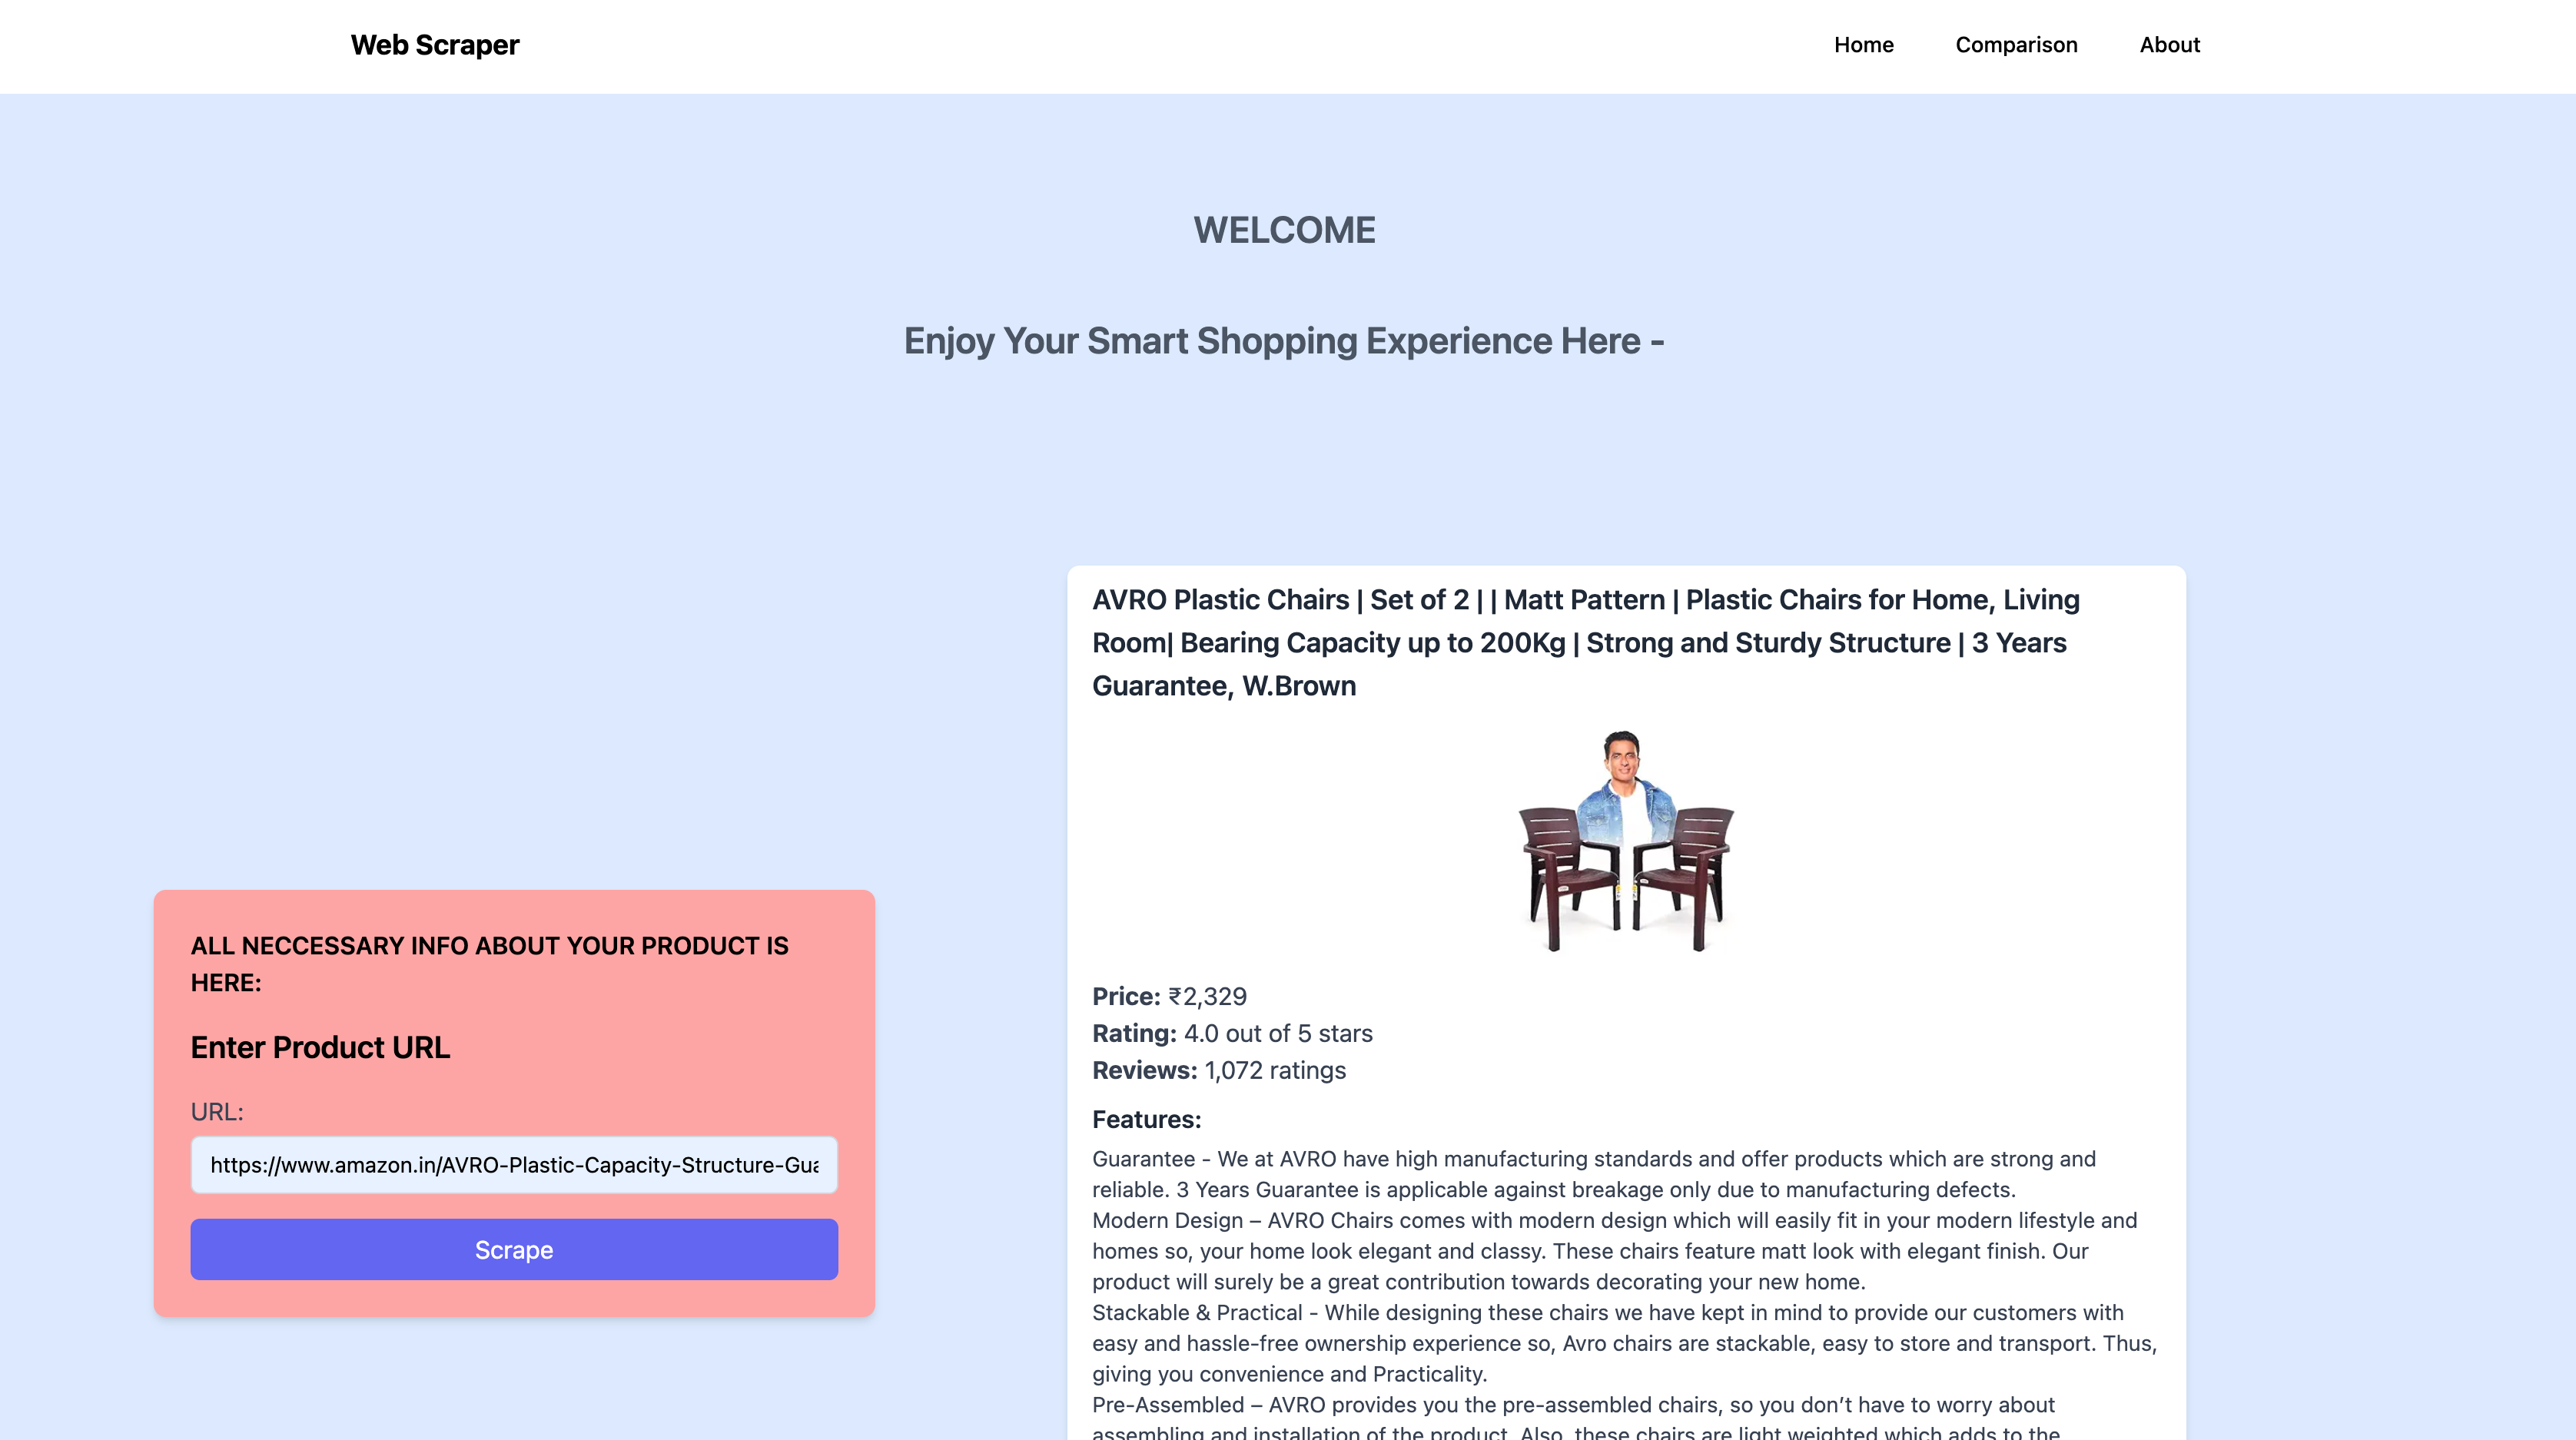 Web Scraper
Home
Comparison
About
WELCOME
Enjoy Your Smart Shopping Experience Here -
ALL NECCESSARY INFO ABOUT YOUR PRODUCT IS
HERE:
Enter Product URL
URL:
https://www.amazon.in/AVRO-Plastic-Capacity-Structure-Gua
Scrape
AVRO Plastic Chairs | Set of 2 | | Matt Pattern | Plastic Chairs for Home, Living
Room| Bearing Capacity up to 200Kg | Strong and Sturdy Structure | 3 Years
Guarantee, W.Brown
Price: ₹2,329
Rating: 4.0 out of 5 stars
Reviews: 1,072 ratings
Features:
Guarantee - We at AVRO have high manufacturing standards and offer products which are strong and
reliable. 3 Years Guarantee is applicable against breakage only due to manufacturing defects.
Modern Design – AVRO Chairs comes with modern design which will easily fit in your modern lifestyle and
homes so, your home look elegant and classy. These chairs feature matt look with elegant finish. Our
product will surely be a great contribution towards decorating your new home.
Stackable & Practical - While designing these chairs we have kept in mind to provide our customers with
easy and hassle-free ownership experience so, Avro chairs are stackable, easy to store and transport. Thus,
giving you convenience and Practicality.
Pre-Assembled – AVRO provides you the pre-assembled chairs, so you don’t have to worry about
assembling and installation of the product. Also, these chairs are light weighted which adds to the